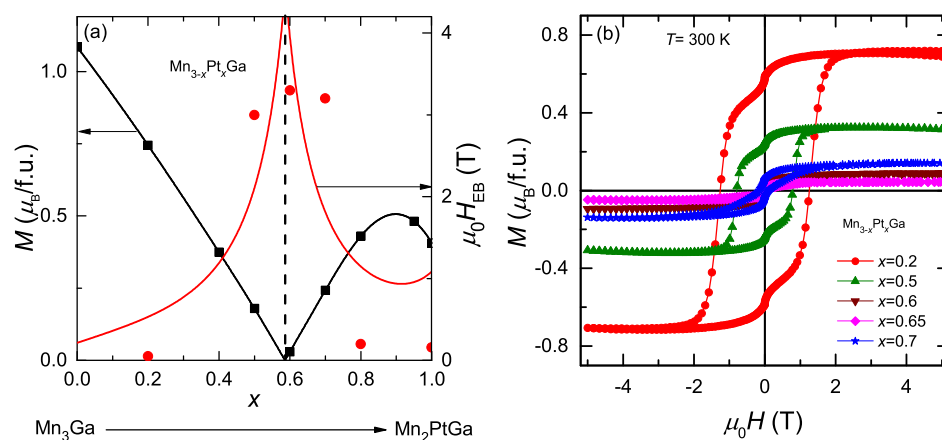 (a)
Mn3-xPtxGa
M (μB/f.u.)
1.0
0.5
0.0
4
2
0
μ0HEB (T)
0.0 0.2 0.4 0.6 0.8 1.0
x
Mn3Ga Mn2PtGa
(b)
T= 300 K
M (μB/f.u.)
0.8
0.4
0.0
-0.4
-0.8
Mn3-xPtxGa
x=0.2
x=0.5
x=0.6
x=0.65
x=0.7
-4 -2 0 2 4
μ0H (T)